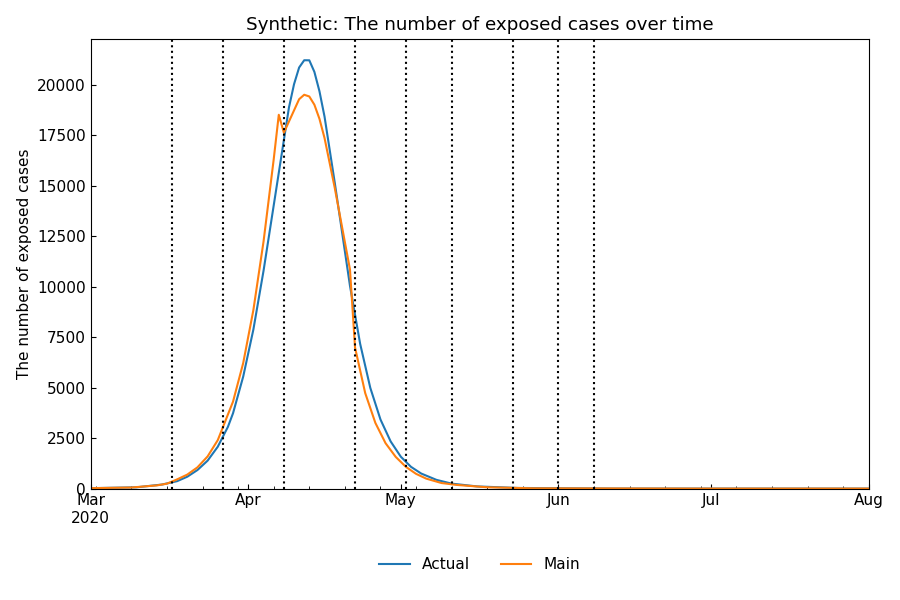 Synthetic: The number of exposed cases over time
The number of exposed cases
20000
17500
15000
12500
10000
7500
5000
2500
0
Mar Apr May Jun Jul Aug
2020
Actual Main